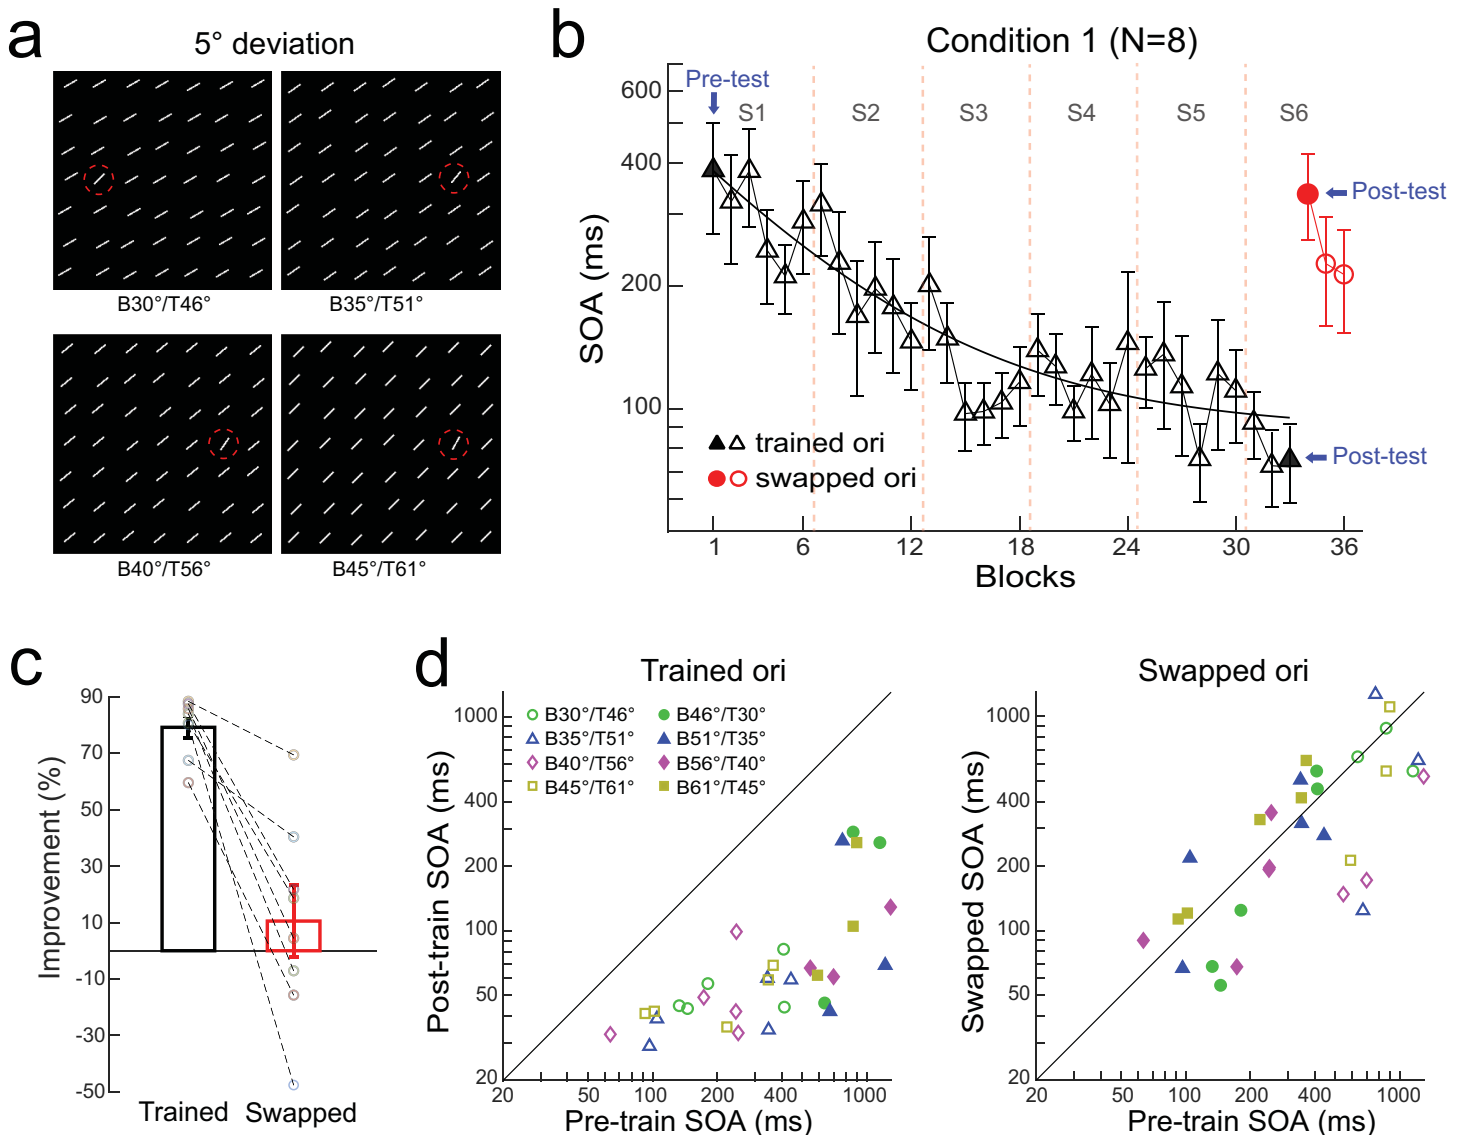 a
5° deviation
B30°/T46°
B35°/T51°
B40°/T56°
B45°/T61°
b
Condition 1 (N=8)
SOA (ms)
600
400
200
100
Pre-test
S1
S2
S3
S4
S5
S6
Post-test
Post-test
trained ori
swapped ori
1
6
12
18
24
30
36
Blocks
c
Improvement (%)
90
70
50
30
10
-10
-30
-50
Trained
Swapped
d
Trained ori
Post-train SOA (ms)
1000
400
200
100
50
20
B30°/T46°
B46°/T30°
B35°/T51°
B51°/T35°
B40°/T56°
B56°/T40°
B45°/T61°
B61°/T45°
20
50
100
200
400
1000
Pre-train SOA (ms)
Swapped ori
Swapped SOA (ms)
1000
400
200
100
50
20
20
50
100
200
400
1000
Pre-train SOA (ms)